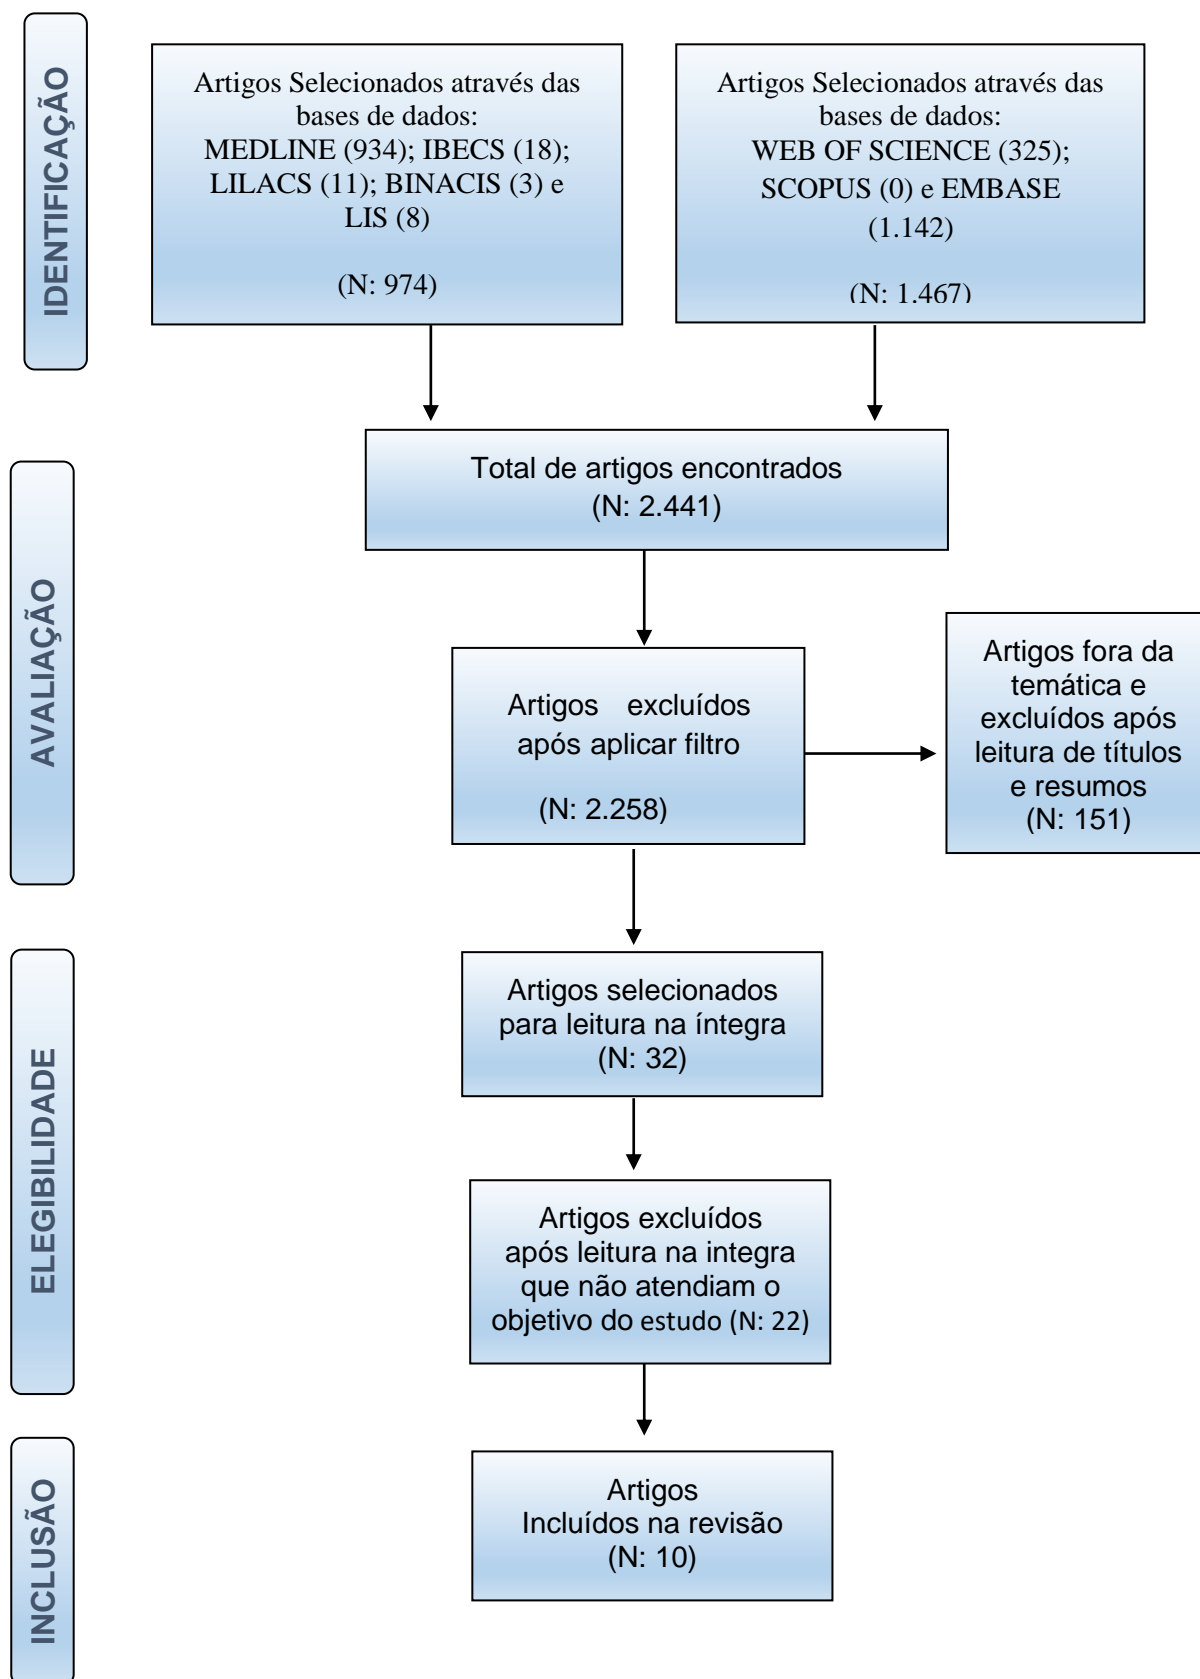 IDENTIFICAÇÃO
Artigos Selecionados através das
bases de dados:
MEDLINE (934); IBECS (18);
LILACS (11); BINACIS (3) e
LIS (8)
(N: 974)
Artigos Selecionados através das
bases de dados:
WEB OF SCIENCE (325);
SCOPUS (0) e EMBASE
(1.142)
(N: 1.467)
AVALIAÇÃO
Total de artigos encontrados
(N: 2.441)
Artigos excluídos
após aplicar filtro
(N: 2.258)
Artigos fora da
temática e
excluídos após
leitura de títulos
e resumos
(N: 151)
ELEGIBILIDADE
Artigos selecionados
para leitura na íntegra
(N: 32)
Artigos excluídos
após leitura na integra
que não atendiam o
objetivo do estudo (N: 22)
INCLUSÃO
Artigos
Incluídos na revisão
(N: 10)